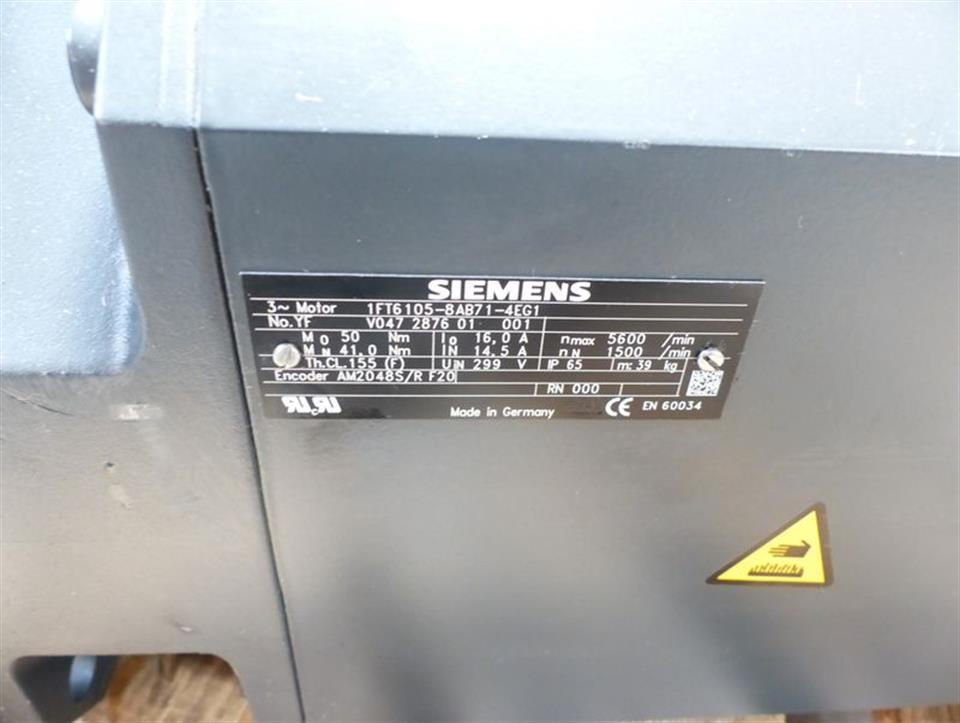 SIEMENS
3~ Motor 1FT6105-8AB71-4EG1
No.YF V047 2876 01 001
M0 50 Nm I0 16,0 A nmax 5600 /min
MN 41,0 Nm IN 14,5 A nN 1500 /min
Th.CL.155 (F) UIN 299 V IP 65 m: 39 kg
Encoder AM2048S/R F20
RN 000
Made in Germany CE EN 60034